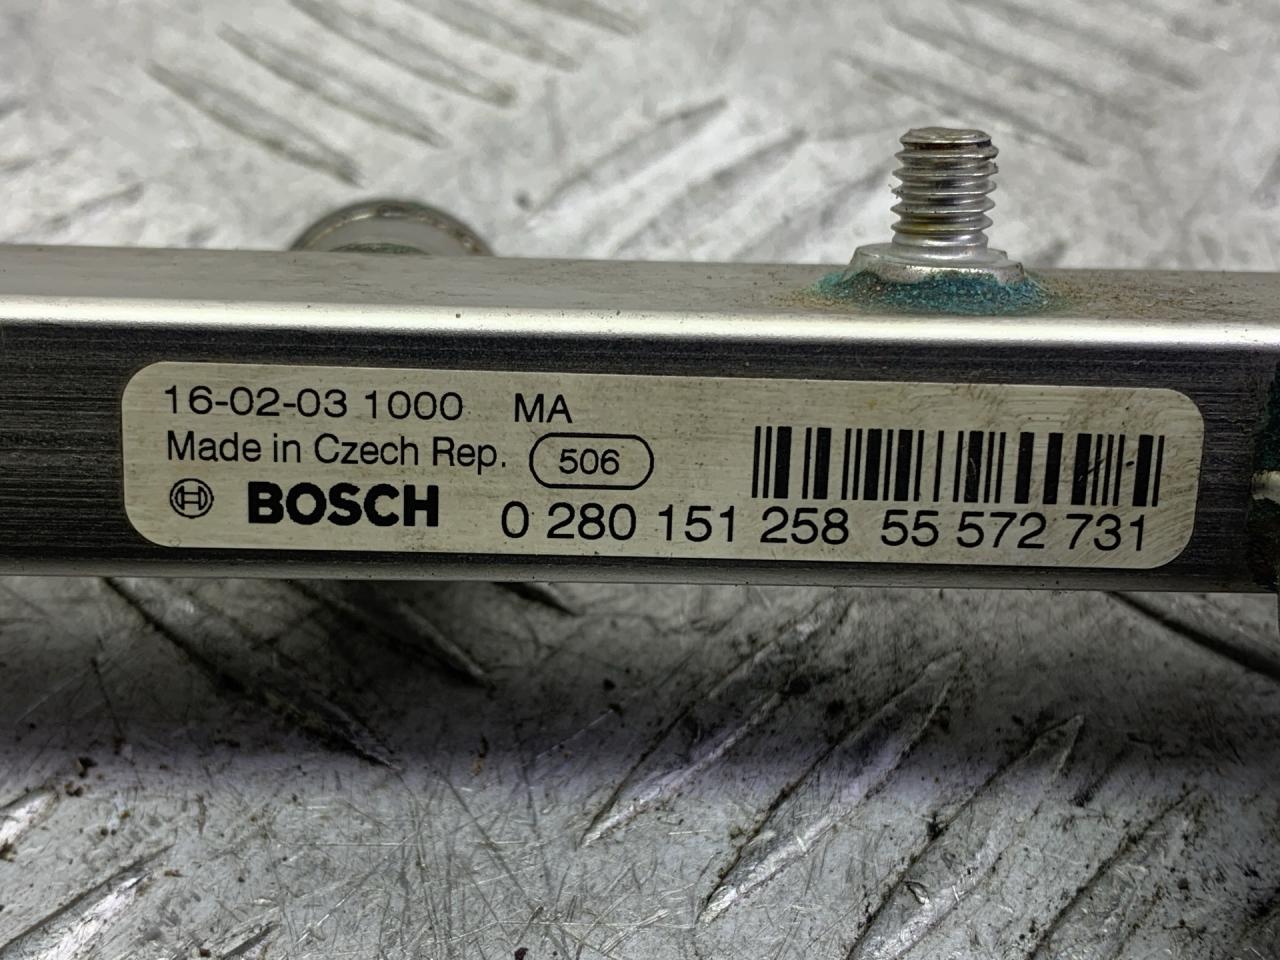 16-02-03 1000 MA
Made in Czech Rep. 506
BOSCH 0 280 151 258 55 572 731